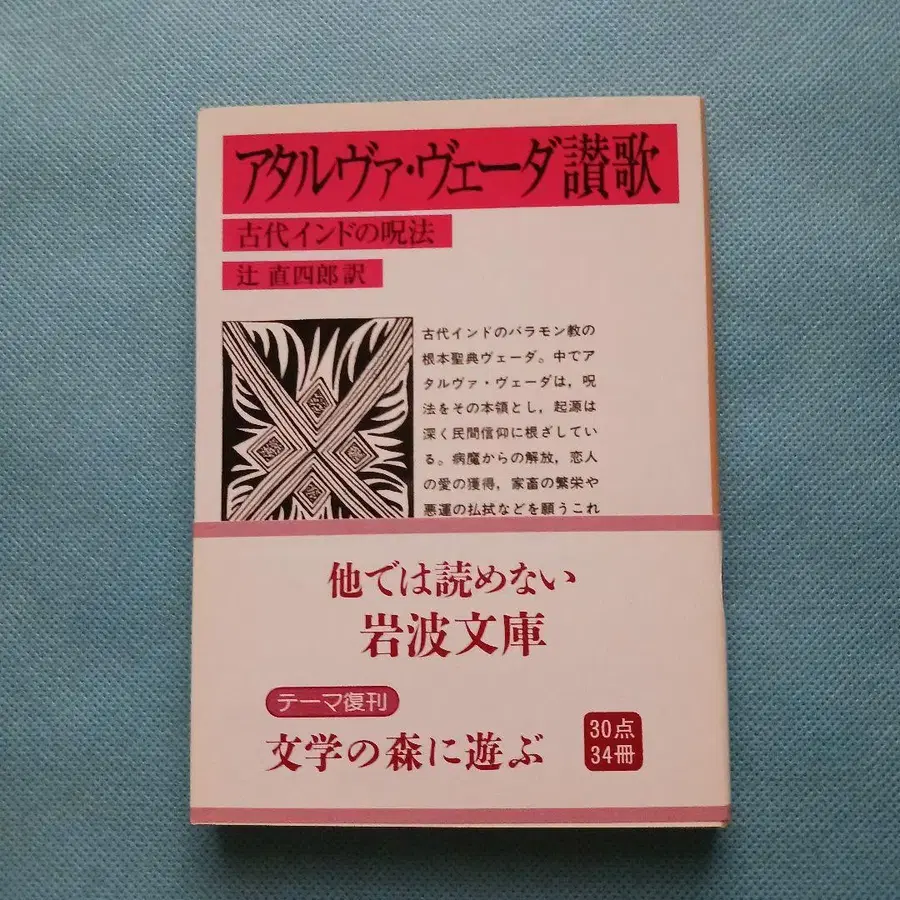 アタルヴァ・ヴェーダ讃歌
古代インドの呪法
辻 直四郎 訳
古代インドのバラモン教の
根本聖典ヴェーダ。中でア
タルヴァ・ヴェーダは，呪
法をその本領とし，起源は
深く民間信仰に根ざしてい
る。病魔からの解放，恋人
の愛の獲得，家畜の繁栄や
悪運の払拭などを願うこれ
他では読めない
岩波文庫
テーマ復刊
文学の森に遊ぶ
30点
34冊